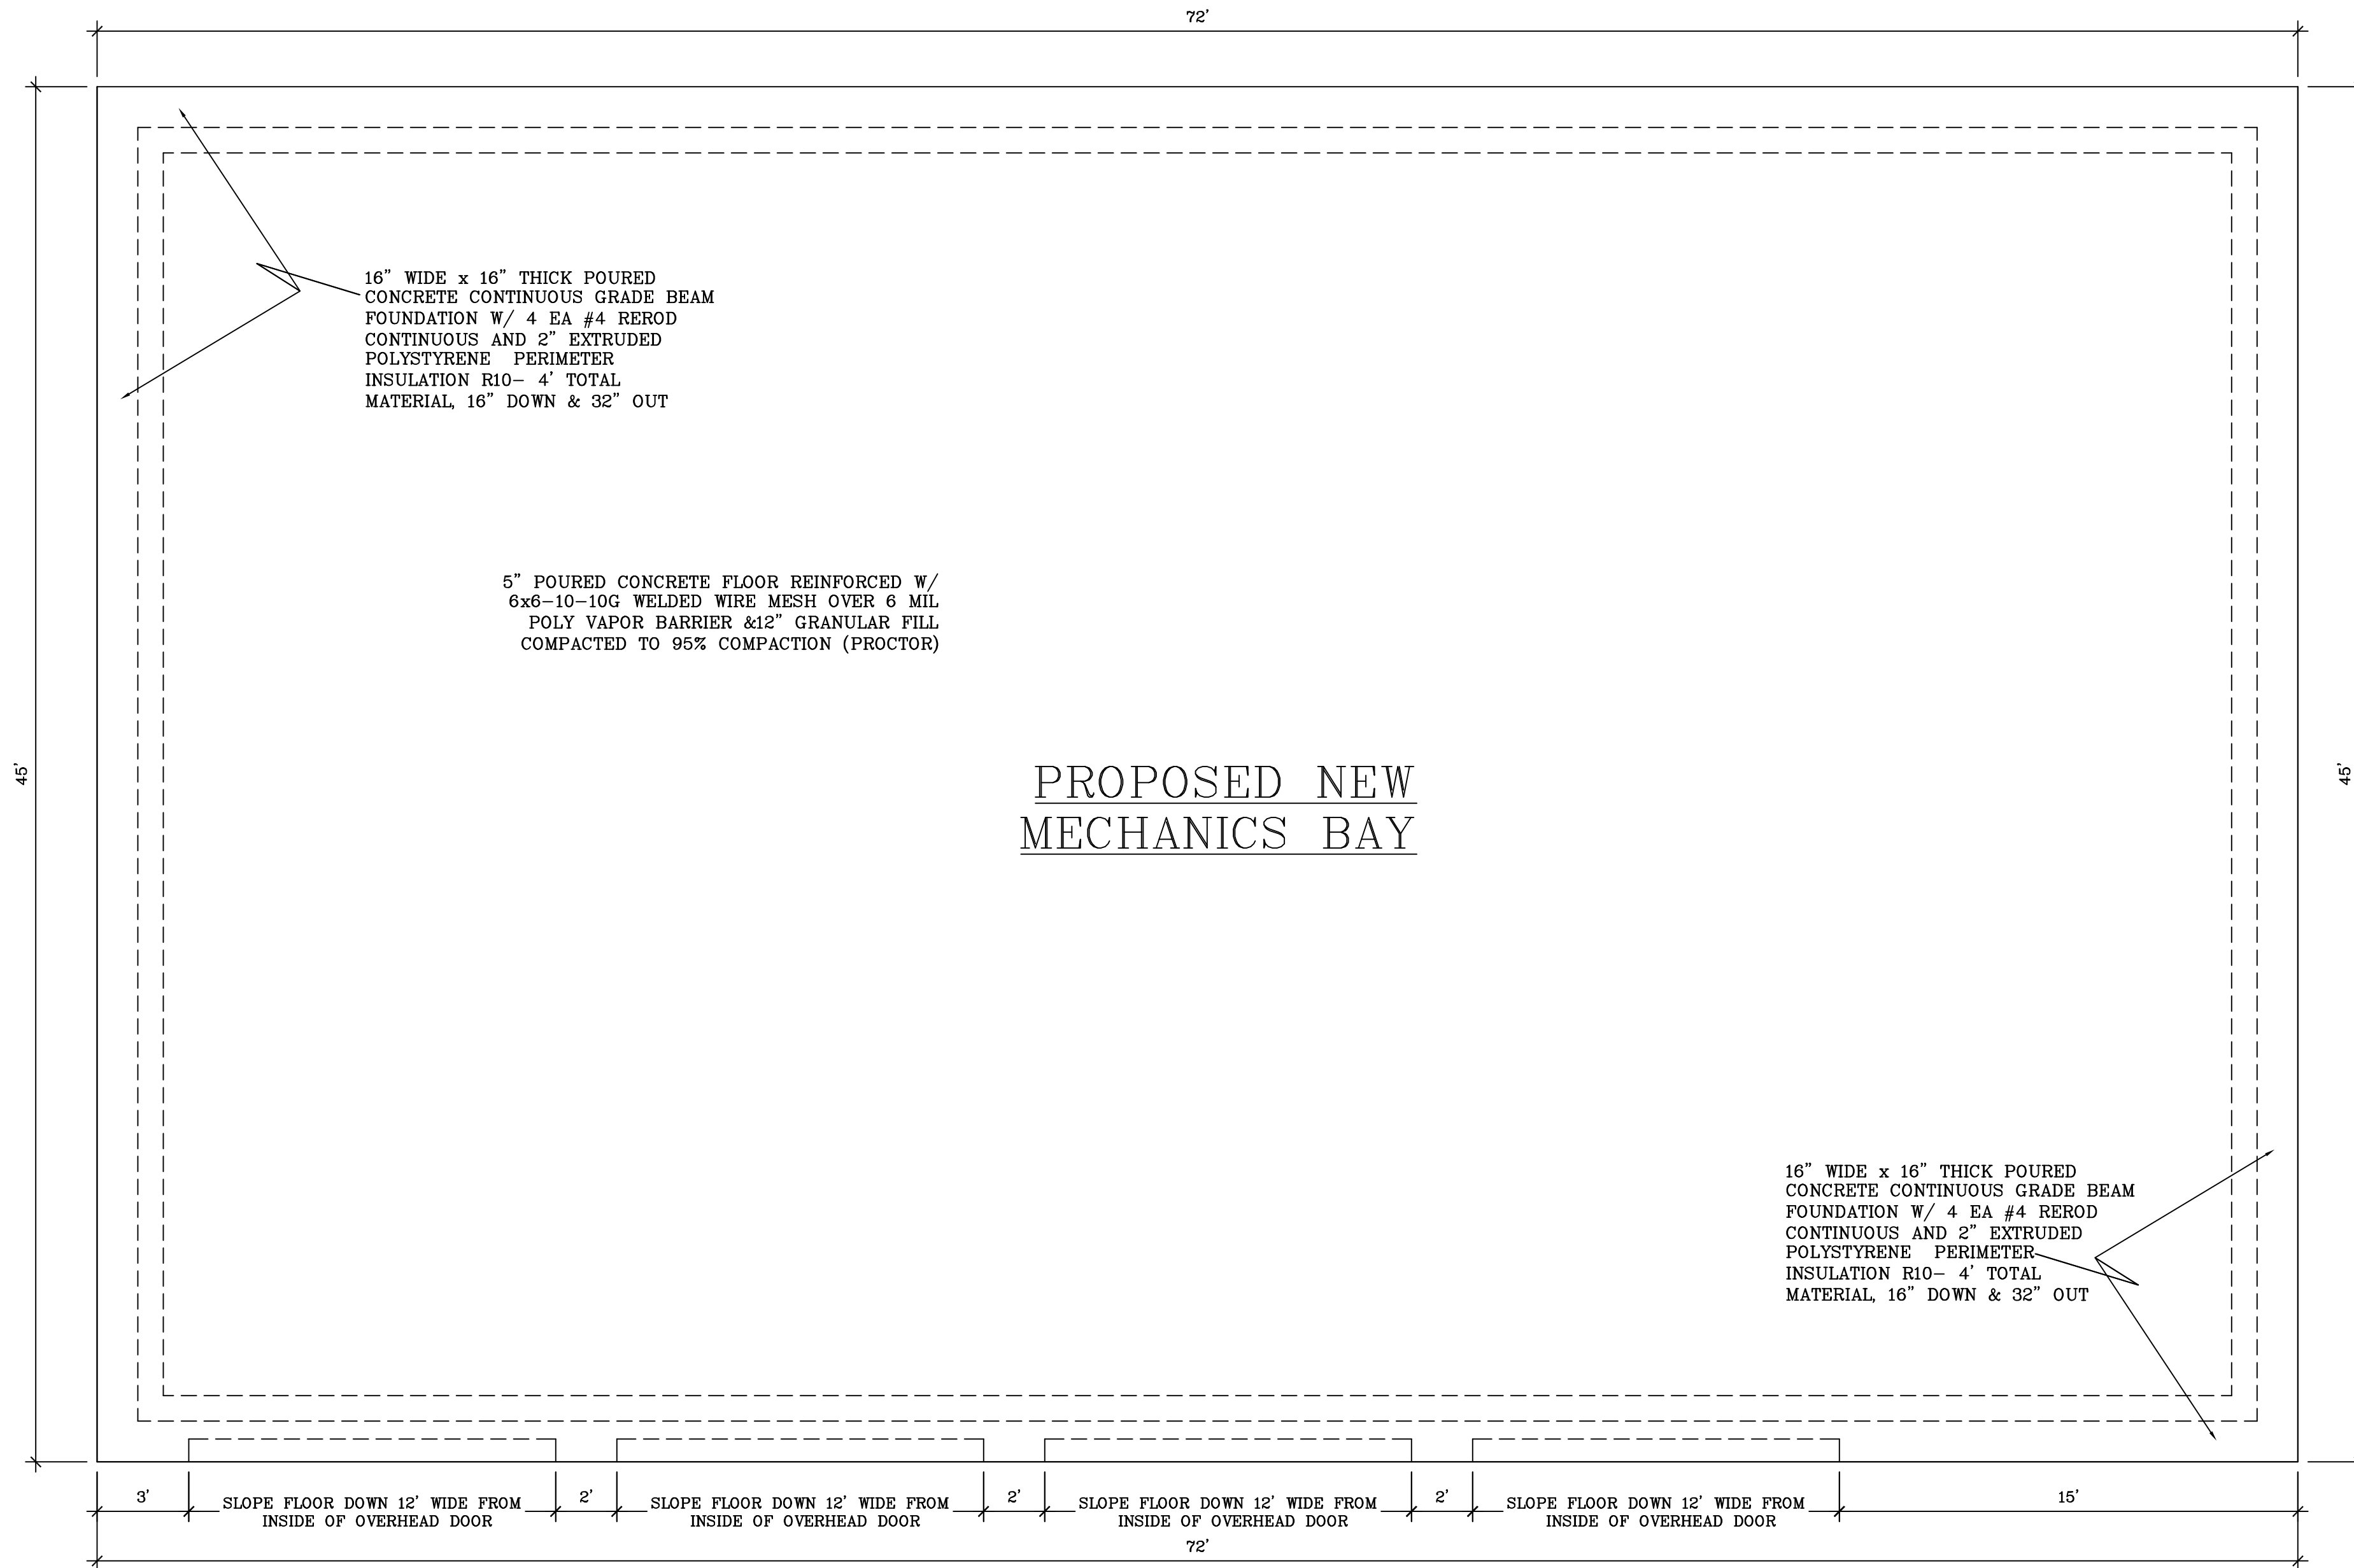 72'
16" WIDE x 16" THICK POURED
CONCRETE CONTINUOUS GRADE BEAM
FOUNDATION W/ 4 EA #4 REROD
CONTINUOUS AND 2" EXTRUDED
POLYSTYRENE PERIMETER
INSULATION R10- 4' TOTAL
MATERIAL, 16" DOWN & 32" OUT
5" POURED CONCRETE FLOOR REINFORCED W/
6x6-10-10G WELDED WIRE MESH OVER 6 MIL
POLY VAPOR BARRIER &12" GRANULAR FILL
COMPACTED TO 95% COMPACTION (PROCTOR)
45'
45'
PROPOSED NEW
MECHANICS BAY
16" WIDE x 16" THICK POURED
CONCRETE CONTINUOUS GRADE BEAM
FOUNDATION W/ 4 EA #4 REROD
CONTINUOUS AND 2" EXTRUDED
POLYSTYRENE PERIMETER
INSULATION R10- 4' TOTAL
MATERIAL, 16" DOWN & 32" OUT
3'
SLOPE FLOOR DOWN 12' WIDE FROM
INSIDE OF OVERHEAD DOOR
2'
SLOPE FLOOR DOWN 12' WIDE FROM
INSIDE OF OVERHEAD DOOR
2'
SLOPE FLOOR DOWN 12' WIDE FROM
INSIDE OF OVERHEAD DOOR
2'
SLOPE FLOOR DOWN 12' WIDE FROM
INSIDE OF OVERHEAD DOOR
15'
72'